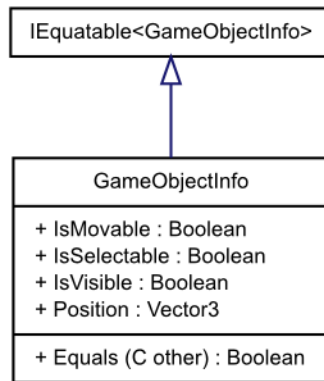 IEquatable<GameObjectInfo>
GameObjectInfo
+ IsMovable : Boolean
+ IsSelectable : Boolean
+ IsVisible : Boolean
+ Position : Vector3
+ Equals (C other) : Boolean